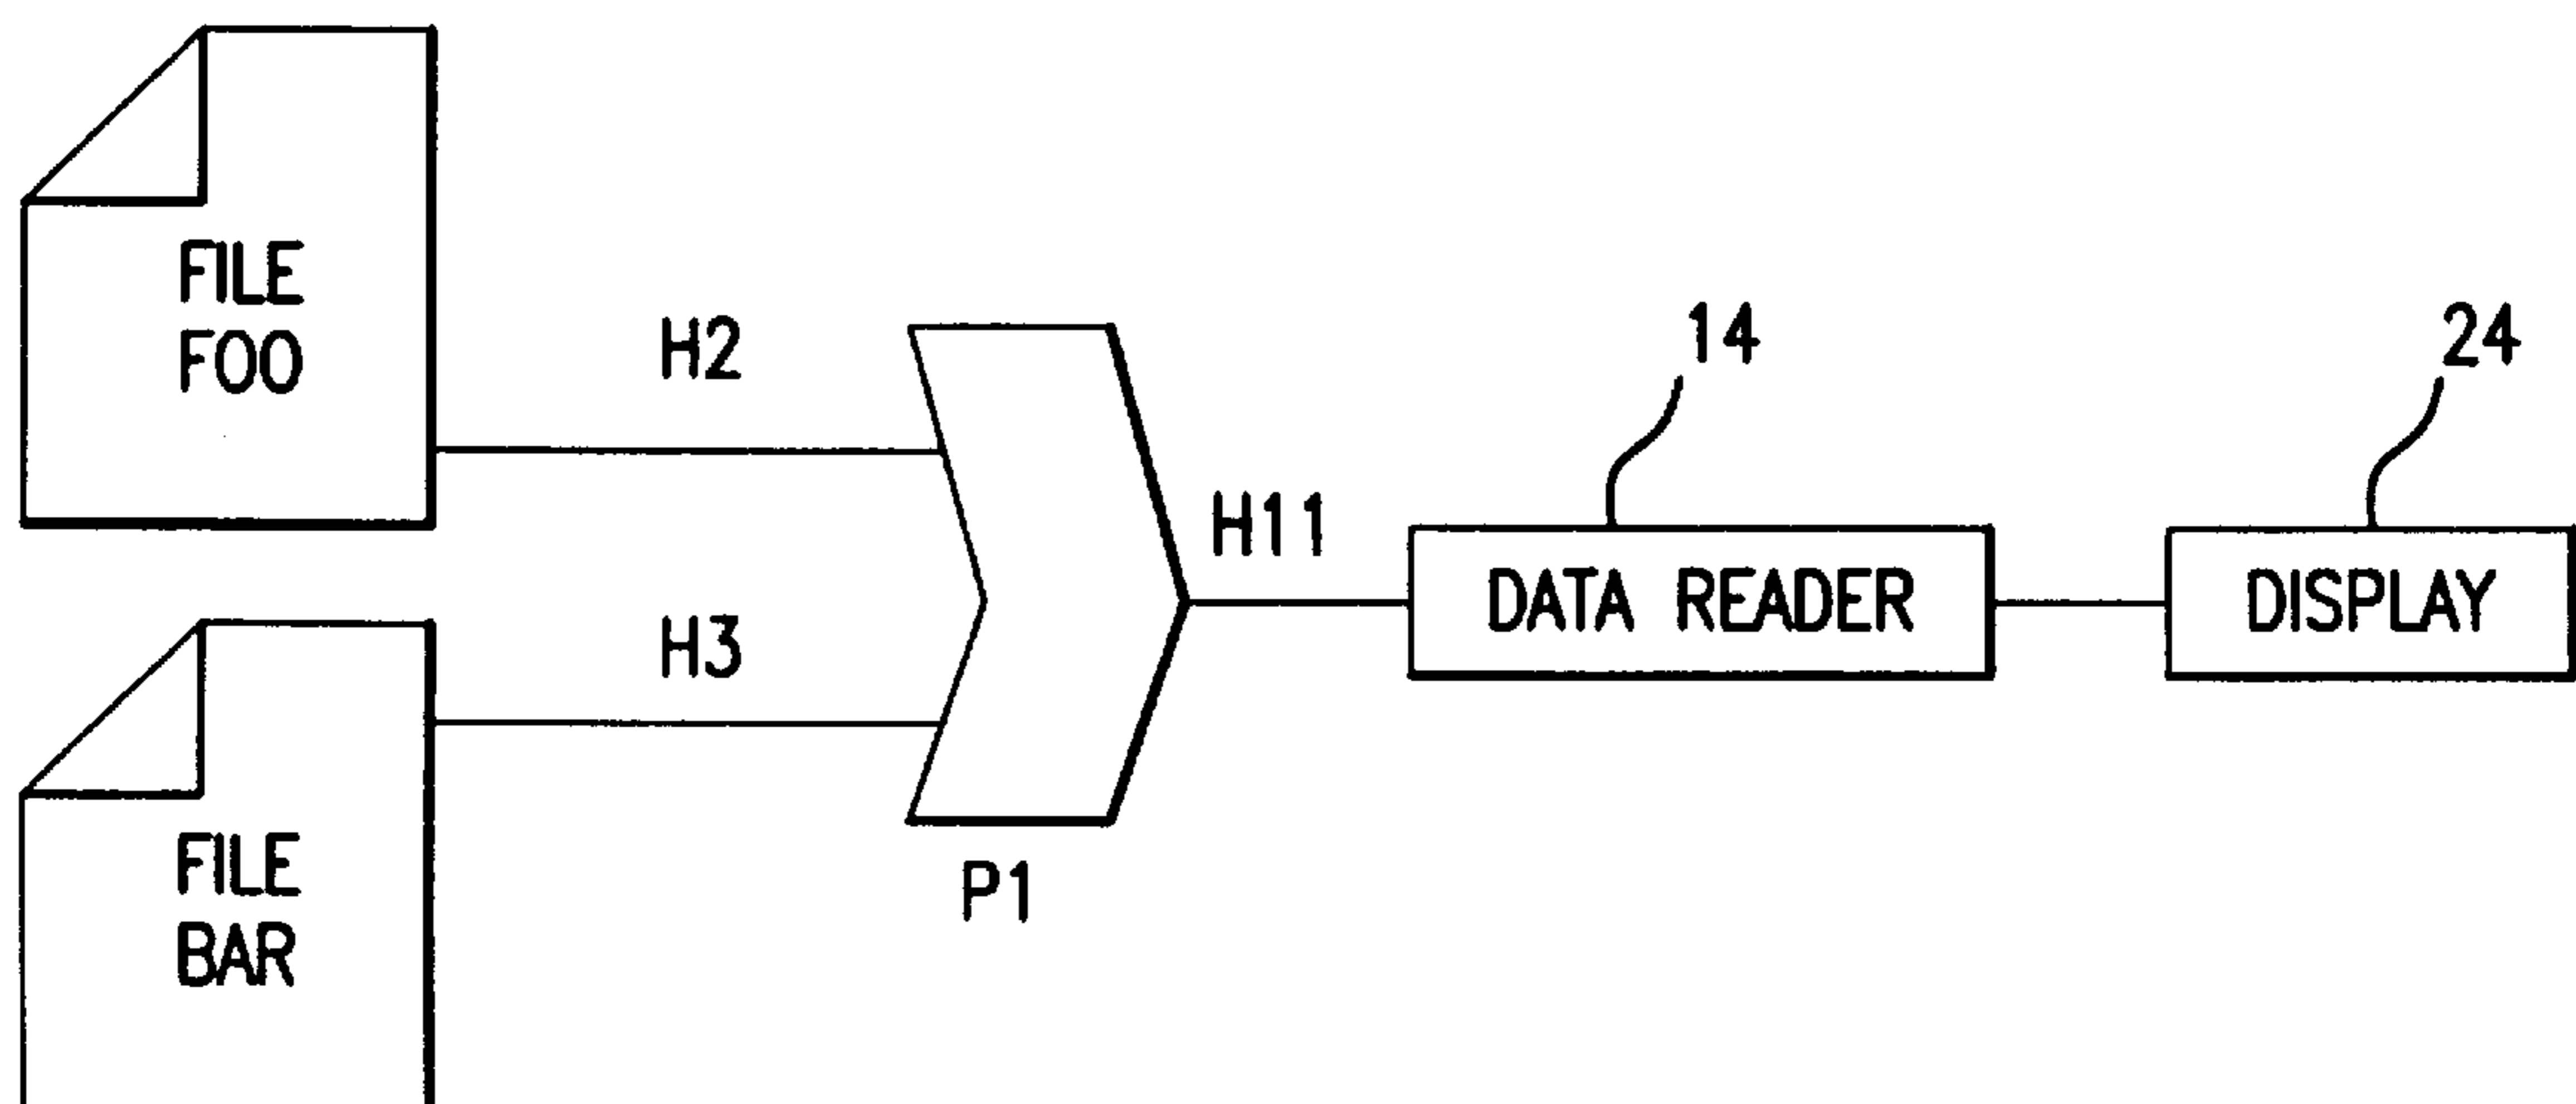 FILE
FOO
H2
14
24
H11
DATA READER
DISPLAY
H3
FILE
BAR
P1